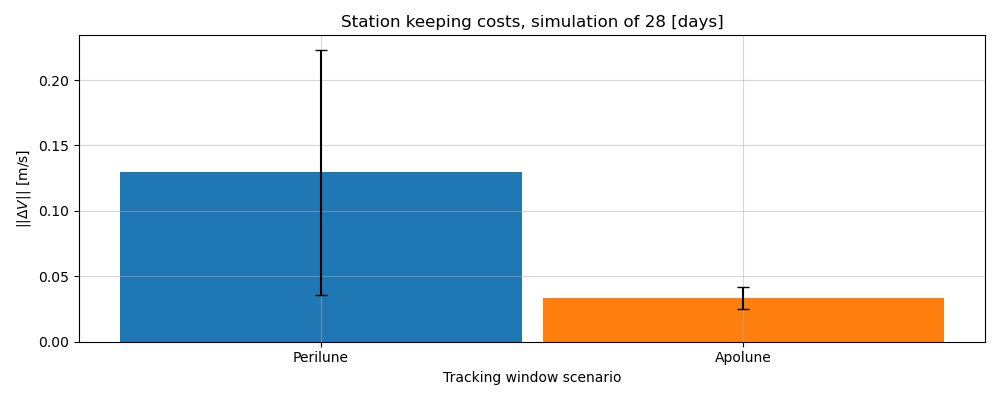 Station keeping costs, simulation of 28 [days]
||ΔV|| [m/s]
0.20
0.15
0.10
0.05
0.00
Perilune
Apolune
Tracking window scenario